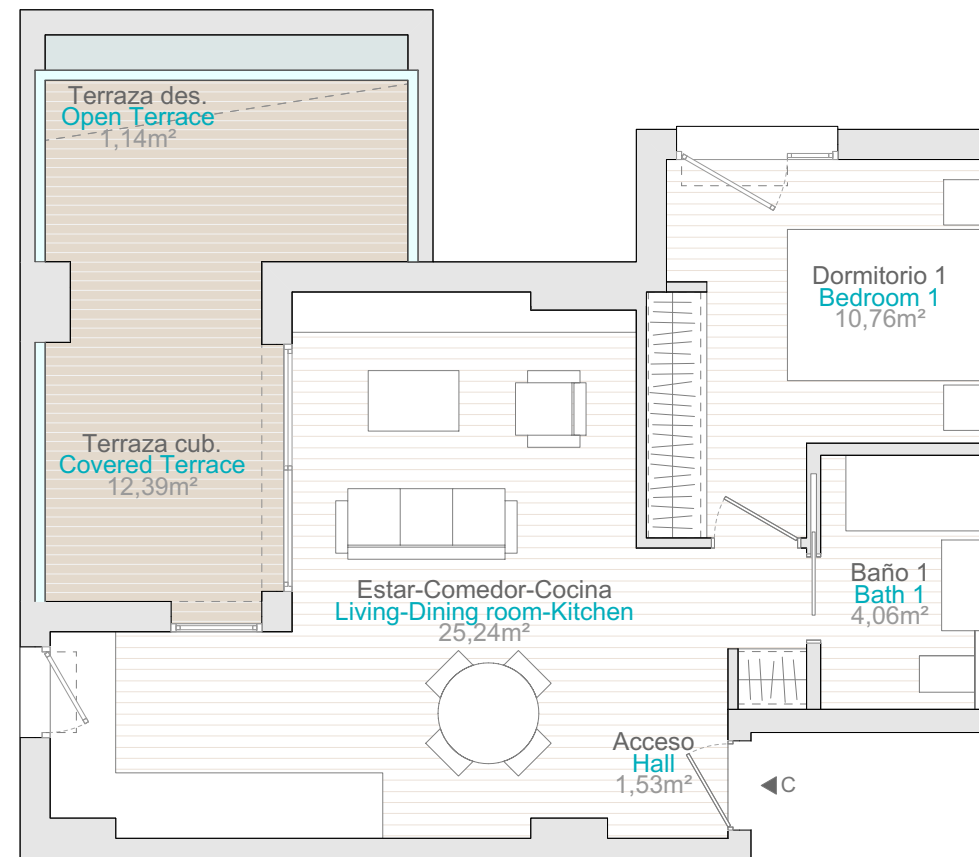 Terraza des.
Open Terrace
1,14m²
Dormitorio 1
Bedroom 1
10,76m²
Terraza cub.
Covered Terrace
12,39m²
Estar-Comedor-Cocina
Living-Dining room-Kitchen
25,24m²
Baño 1
Bath 1
4,06m²
Acceso
Hall
1,53m²
C